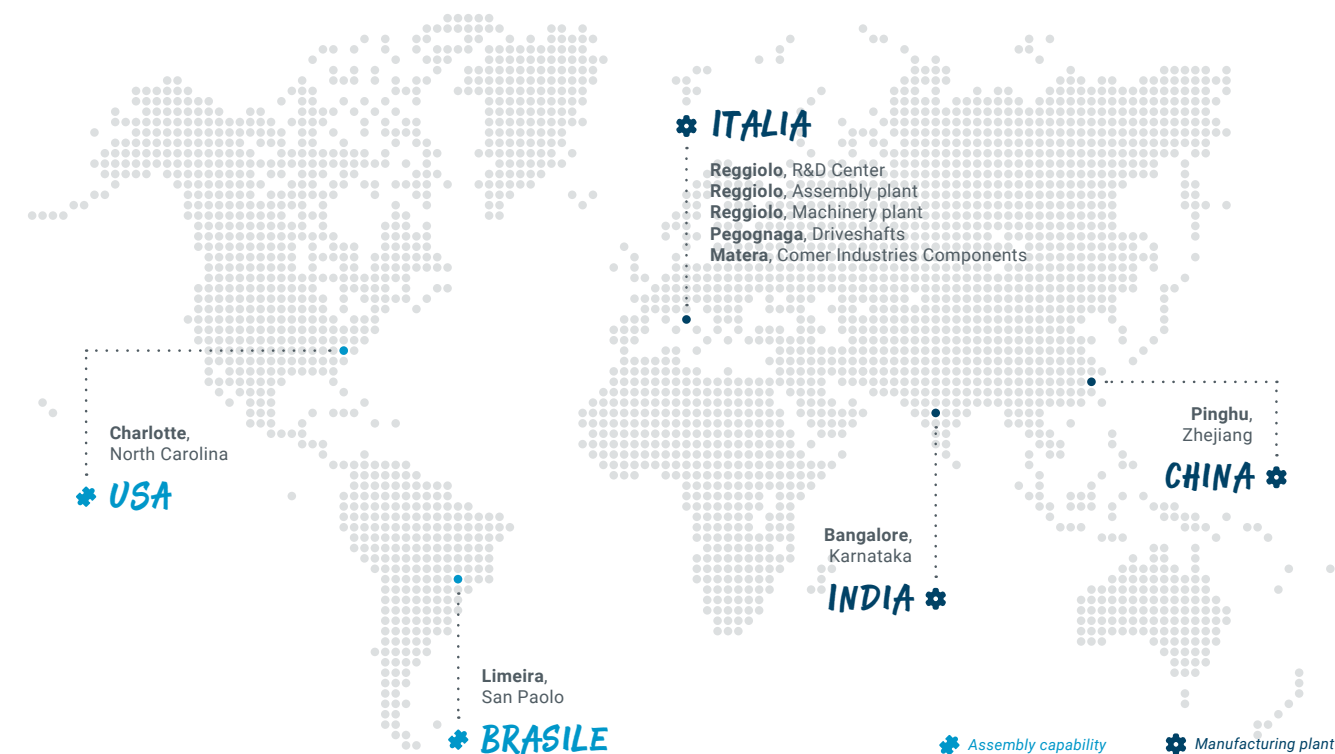 ITALIA
Reggiolo, R&D Center
Reggiolo, Assembly plant
Reggiolo, Machinery plant
Pegognaga, Driveshafts
Matera, Comer Industries Components
Charlotte,
North Carolina
USA
Pinghu,
Zhejiang
CHINA
Bangalore,
Karnataka
INDIA
Limeira,
San Paolo
BRASILE
Assembly capability
Manufacturing plant